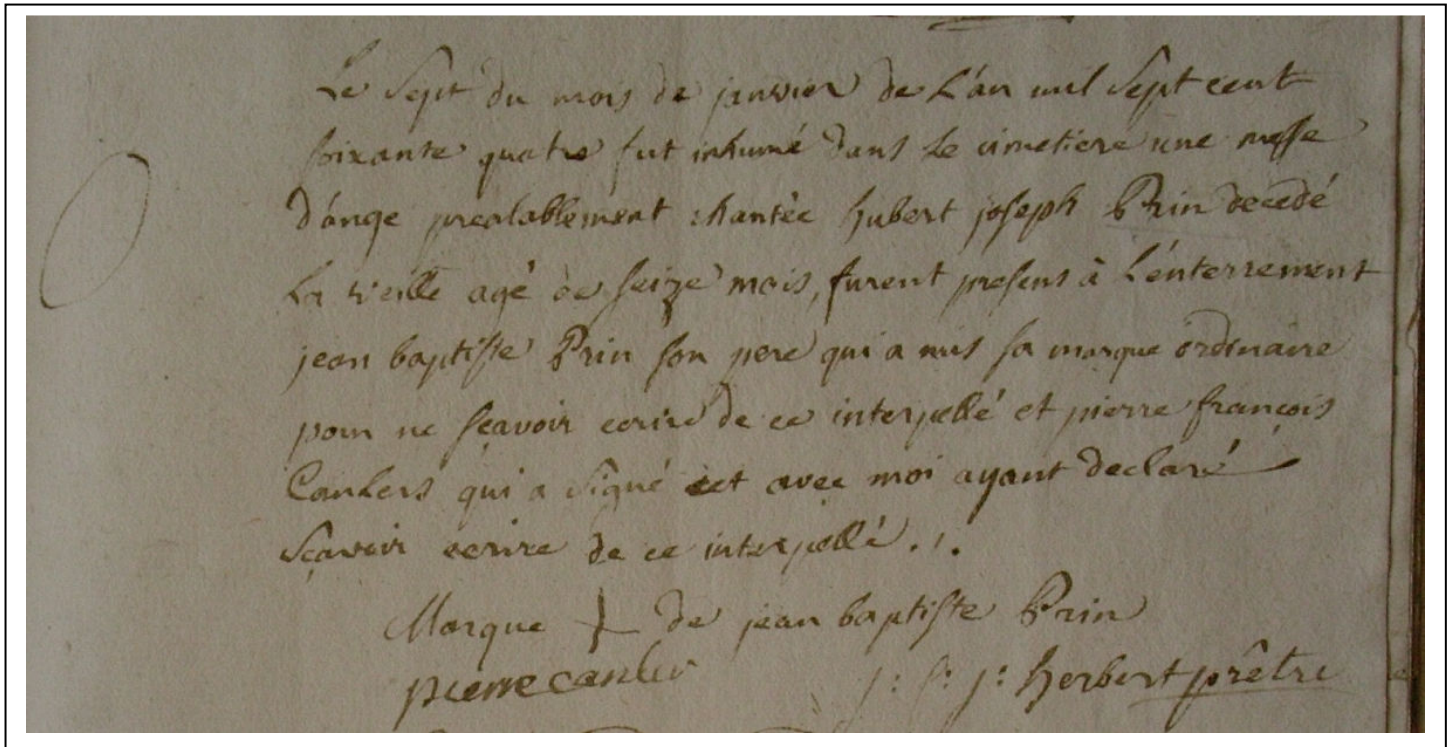 Le sept du mois de janvier de L'an mil sept cent
soixante quatre fut inhumé dans le cimetiere une messe
d'ange prealablement chantée hubert joseph Prin decedé
La veille agé de seize mois, furent presens à L'énterrement
jean baptiste Prin son pere qui a mis sa marque ordinaire
pour ne sçavoir ecrire de ce interpellé et pierre françois
Canlers qui a signé et avec moi ayant declaré
sçavoir ecrire de ce interpellé ./.
Marque de jean baptiste Prin
pierre canler j: f: j: herbert prêtre